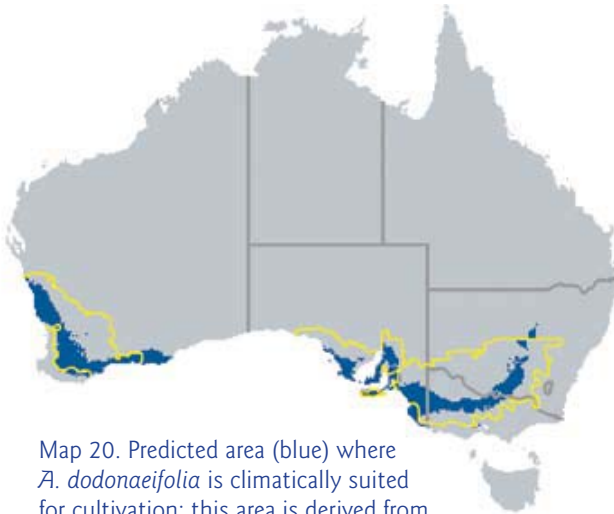 Map 20. Predicted area (blue) where
A. dodonaeifolia is climatically suited
for cultivation; this area is derived from